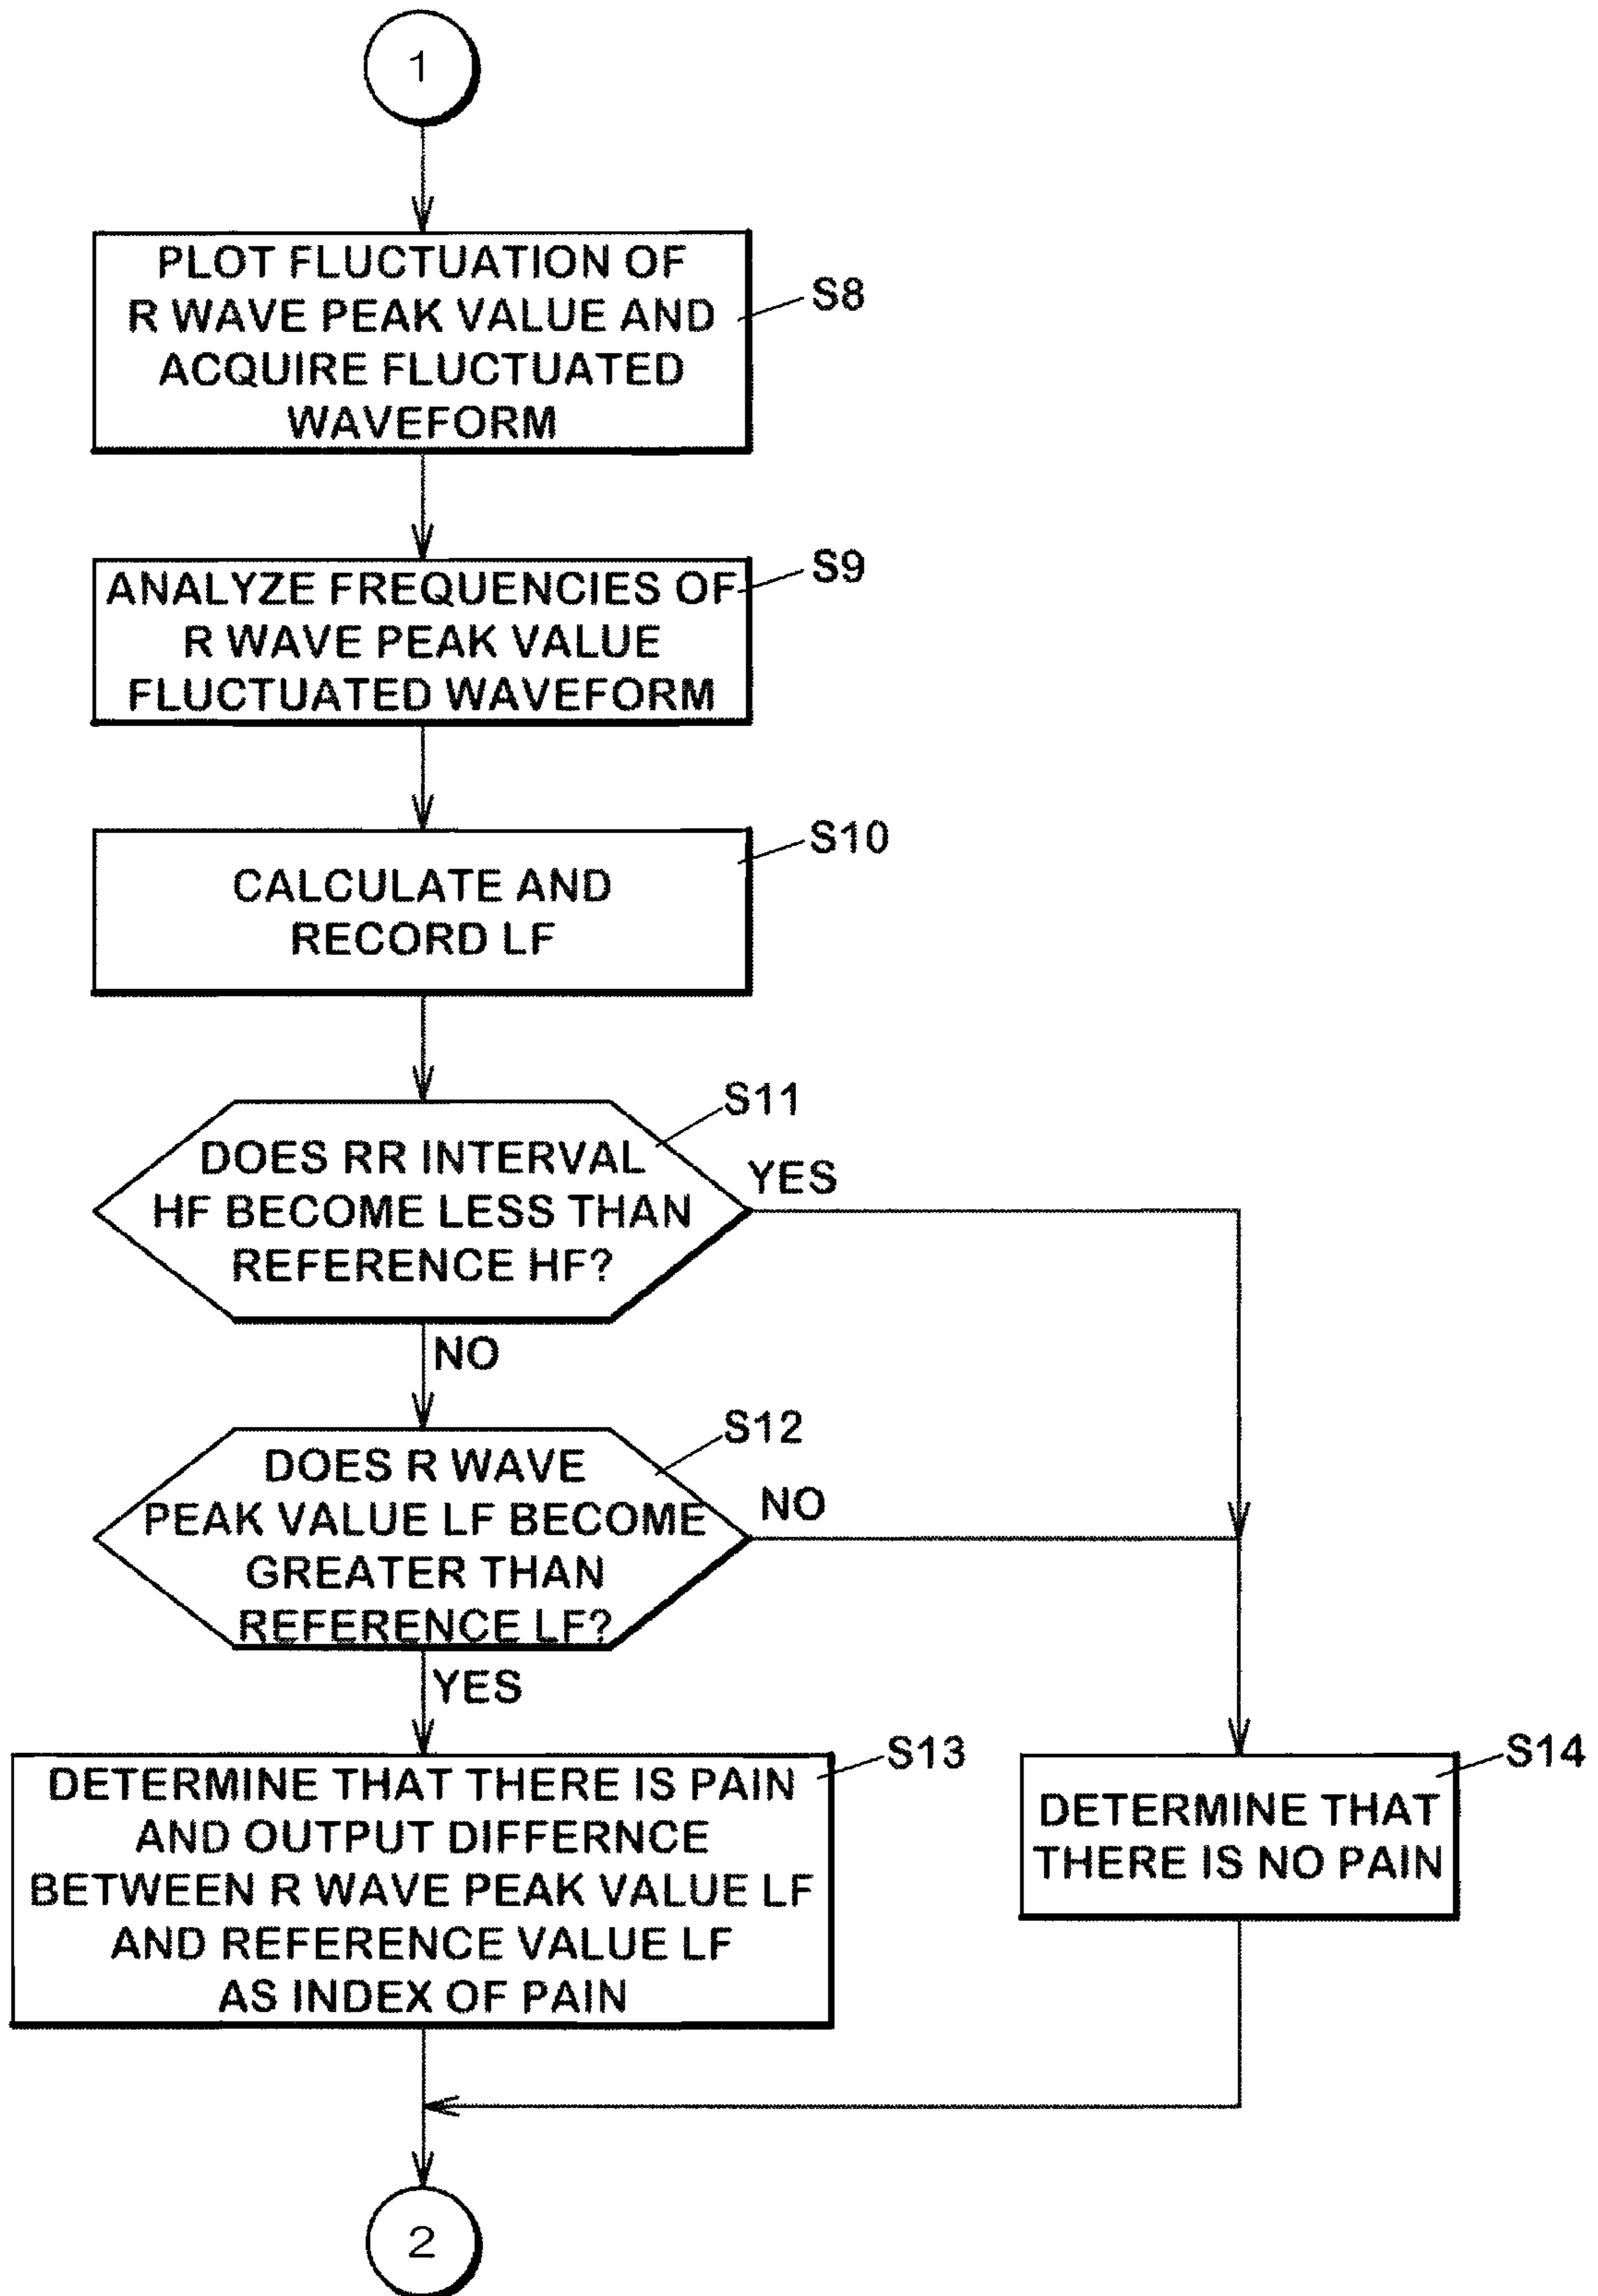 1
PLOT FLUCTUATION OF
R WAVE PEAK VALUE AND
ACQUIRE FLUCTUATED
WAVEFORM
S8
ANALYZE FREQUENCIES OF
R WAVE PEAK VALUE
FLUCTUATED WAVEFORM
S9
CALCULATE AND
RECORD LF
S10
DOES RR INTERVAL
HF BECOME LESS THAN
REFERENCE HF?
S11
YES
NO
DOES R WAVE
PEAK VALUE LF BECOME
GREATER THAN
REFERENCE LF?
S12
NO
YES
DETERMINE THAT THERE IS PAIN
AND OUTPUT DIFFERNCE
BETWEEN R WAVE PEAK VALUE LF
AND REFERENCE VALUE LF
AS INDEX OF PAIN
S13
DETERMINE THAT
THERE IS NO PAIN
S14
2